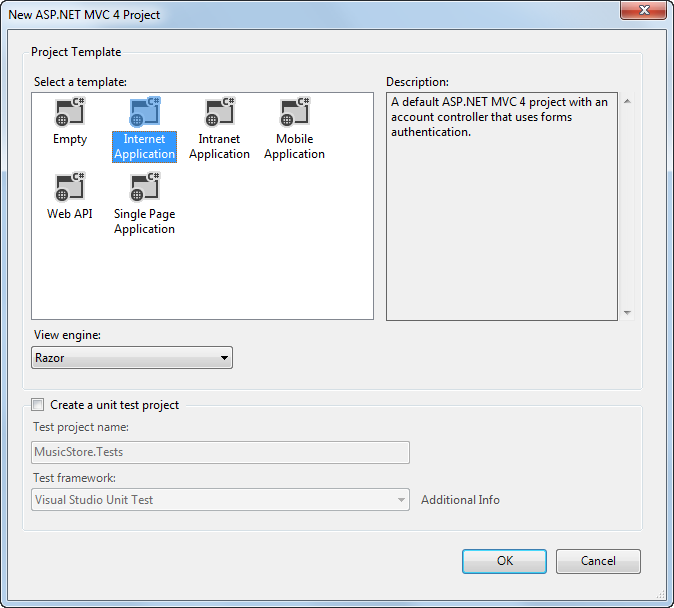 New ASP.NET MVC 4 Project
Project Template
Select a template:
C# C# C# C#
Empty Internet Intranet Mobile
Application Application Application
C# C#
Web API Single Page
Application
Description:
A default ASP.NET MVC 4 project with an
account controller that uses forms
authentication.
View engine:
Razor
Create a unit test project
Test project name:
MusicStore.Tests
Test framework:
Visual Studio Unit Test
Additional Info
OK
Cancel